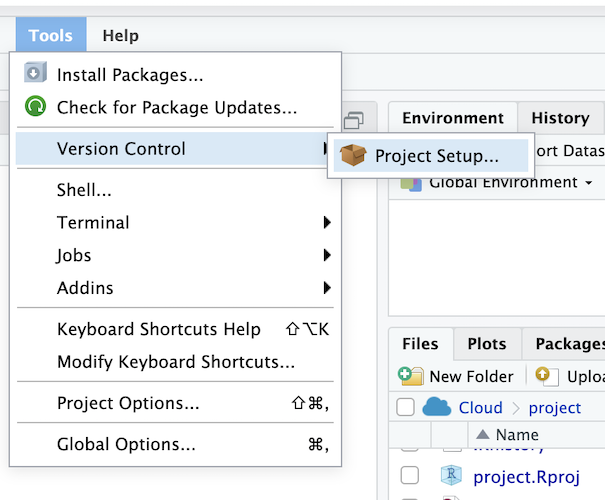 Tools Help
Install Packages...
Check for Package Updates...
Environment History
Version Control
Project Setup...
ort Datas
Global Environment
Shell...
Terminal
Jobs
Addins
Keyboard Shortcuts Help ⇧⌥K
Modify Keyboard Shortcuts...
Files Plots Packages
New Folder Uploa
Project Options... ⇧⌘,
Cloud project
Global Options... ⌘,
Name
project.Rproj